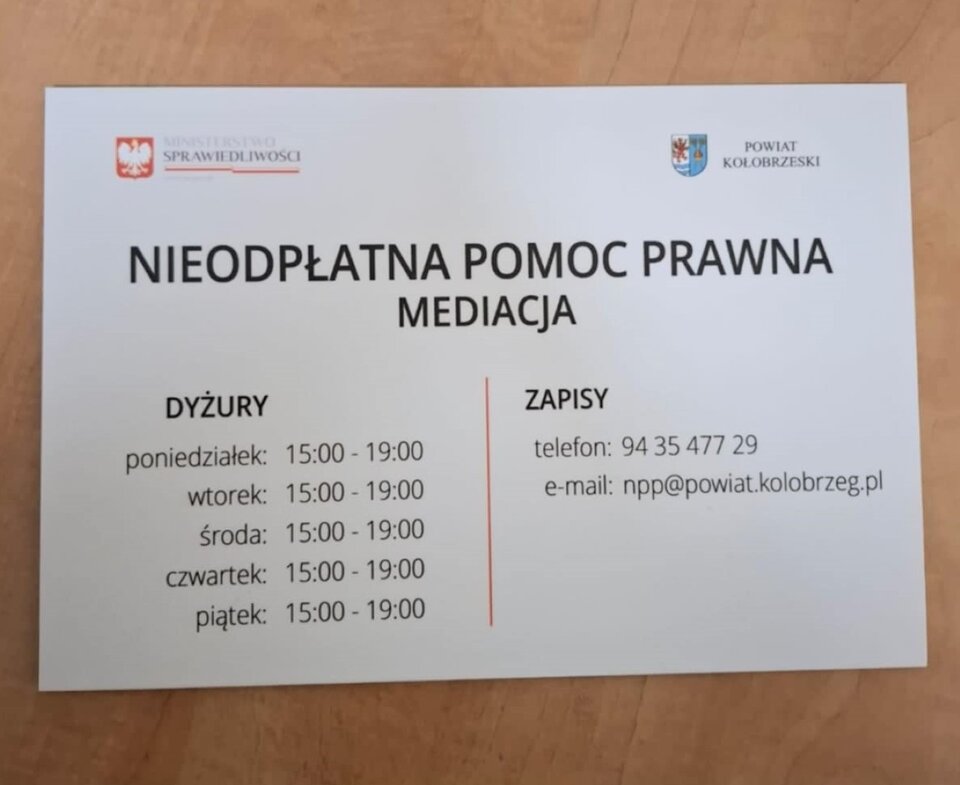 MINISTERSTWO
SPRAWIEDLIWOŚCI
POWIAT
KOŁOBRZESKI
NIEODPŁATNA POMOC PRAWNA
MEDIACJA
DYŻURY
poniedziałek: 15:00 - 19:00
wtorek: 15:00 - 19:00
środa: 15:00 - 19:00
czwartek: 15:00 - 19:00
piątek: 15:00 - 19:00
ZAPISY
telefon: 94 35 477 29
e-mail: npp@powiat.kolobrzeg.pl